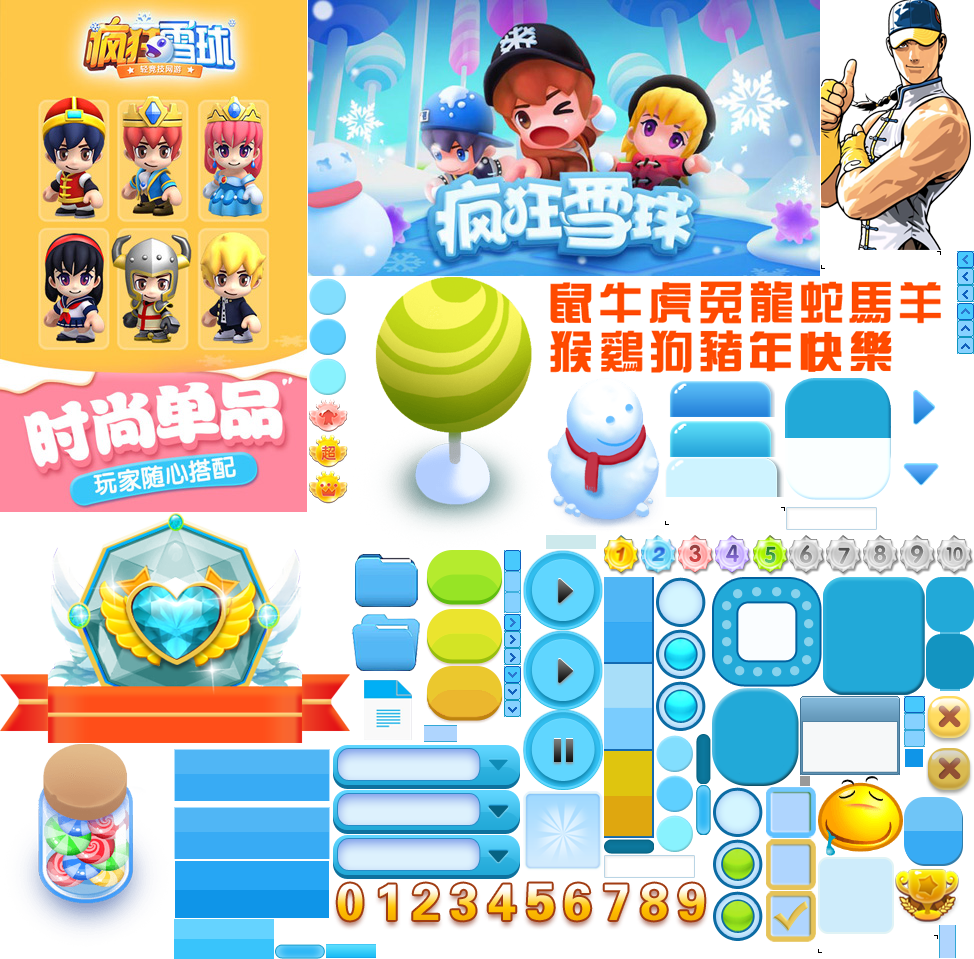 疯狂雪球
轻竞技网游
时尚单品
玩家随心搭配
疯狂雪球
鼠牛虎兔龍蛇馬羊
猴鷄狗豬年快樂
超
1 2 3 4 5 6 7 8 9 10
0123456789